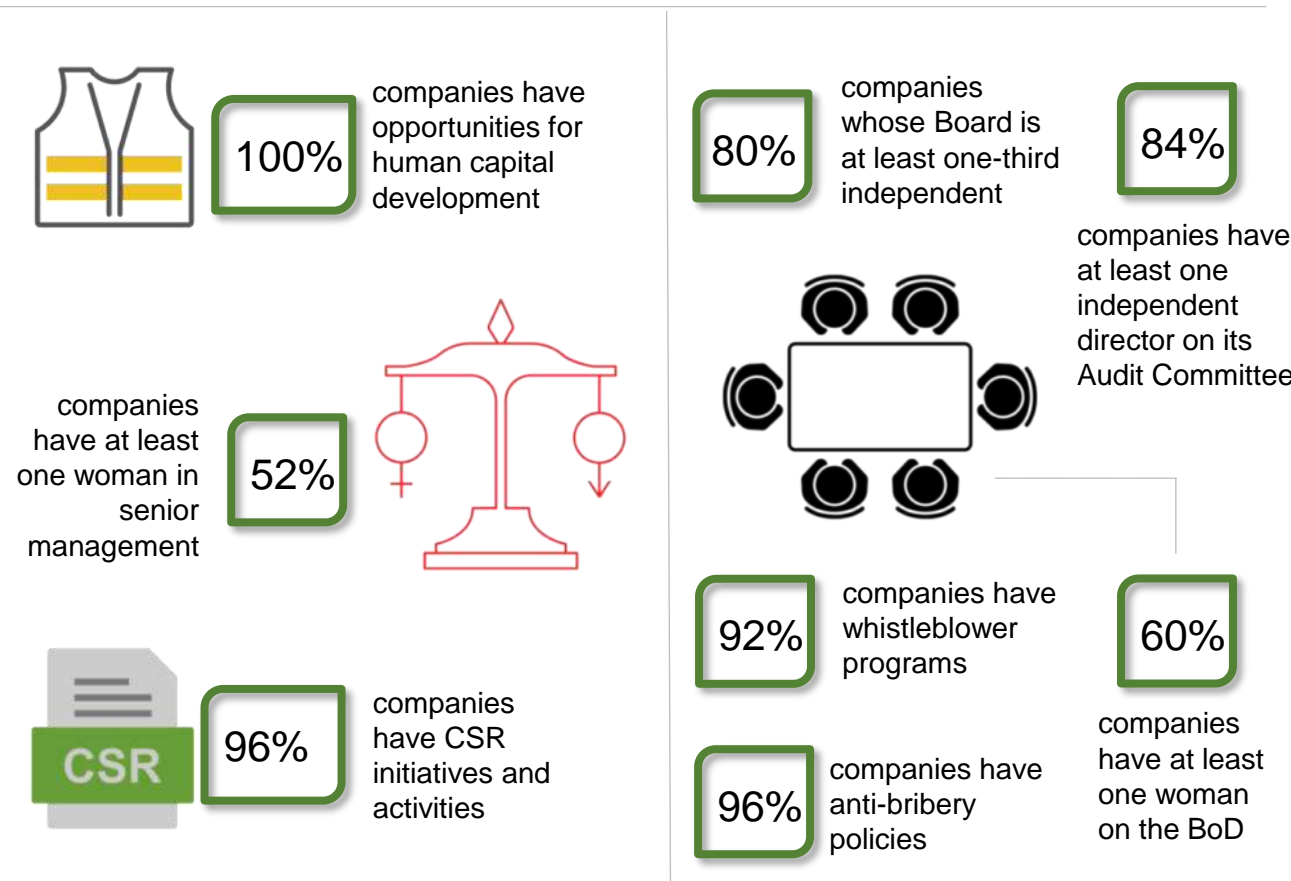 100%
companies have
opportunities for
human capital
development
companies
have at least
one woman in
senior
management
52%
CSR
96%
companies
have CSR
initiatives and
activities
80%
companies
whose Board is
at least one-third
independent
84%
companies have
at least one
independent
director on its
Audit Committee
92%
companies have
whistleblower
programs
60%
companies
have at least
one woman
on the BoD
96%
companies have
anti-bribery
policies